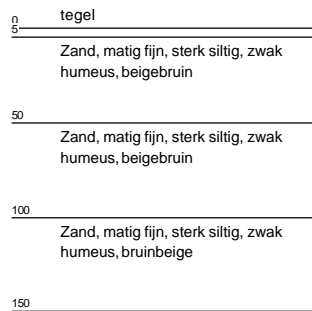 0
tegel
5
Zand, matig fijn, sterk siltig, zwak
humeus, beigebruin
50
Zand, matig fijn, sterk siltig, zwak
humeus, beigebruin
100
Zand, matig fijn, sterk siltig, zwak
humeus, bruinbeige
150